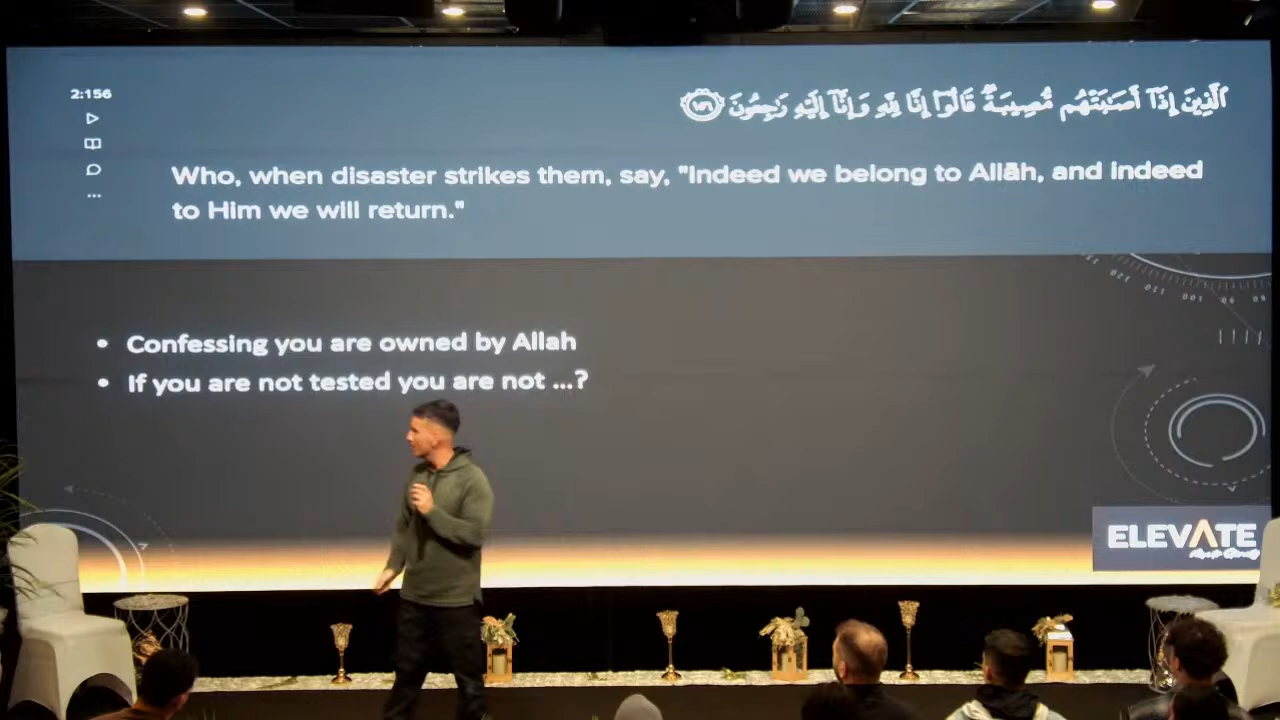 2:156
ٱلَّذِينَ إِذَآ أَصَـٰبَتْهُم مُّصِيبَةٌ قَالُوٓا۟ إِنَّا لِلَّهِ وَإِنَّآ إِلَيْهِ رَٰجِعُونَ ١٥٦
Who, when disaster strikes them, say, "Indeed we belong to Allāh, and indeed
to Him we will return."
• Confessing you are owned by Allah
• If you are not tested you are not ...?
120
100
ELEVATE